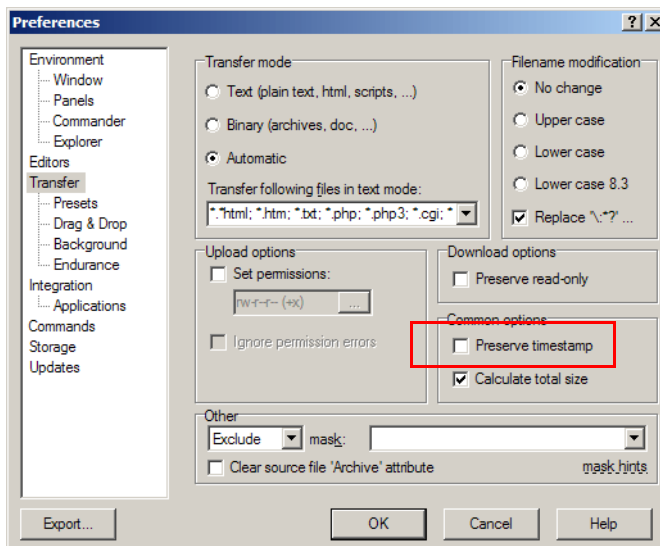 Preferences
Environment
Window
Panels
Commander
Explorer
Editors
Transfer
Presets
Drag & Drop
Background
Endurance
Integration
Applications
Commands
Storage
Updates
Transfer mode
Text (plain text, html, scripts, ...)
Binary (archives, doc, ...)
Automatic
Transfer following files in text mode:
*.*html; *.htm; *.txt; *.php; *.php3; *.cgi; *
Filename modification
No change
Upper case
Lower case
Lower case 8.3
Replace '\:*?' ...
Upload options
Set permissions:
rw-r--r-- (+x)
...
Ignore permission errors
Download options
Preserve read-only
Common options
Preserve timestamp
Calculate total size
Other
Exclude mask:
Clear source file 'Archive' attribute mask hints
Export... OK Cancel Help